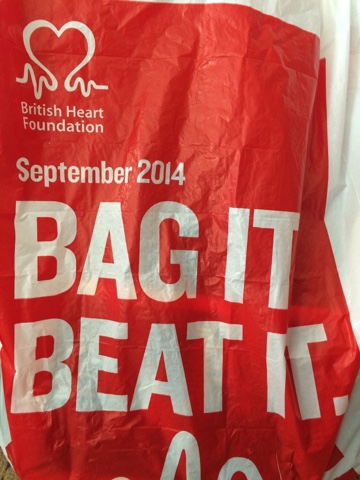 British Heart
Foundation
September 2014
BAG IT
BEAT IT.